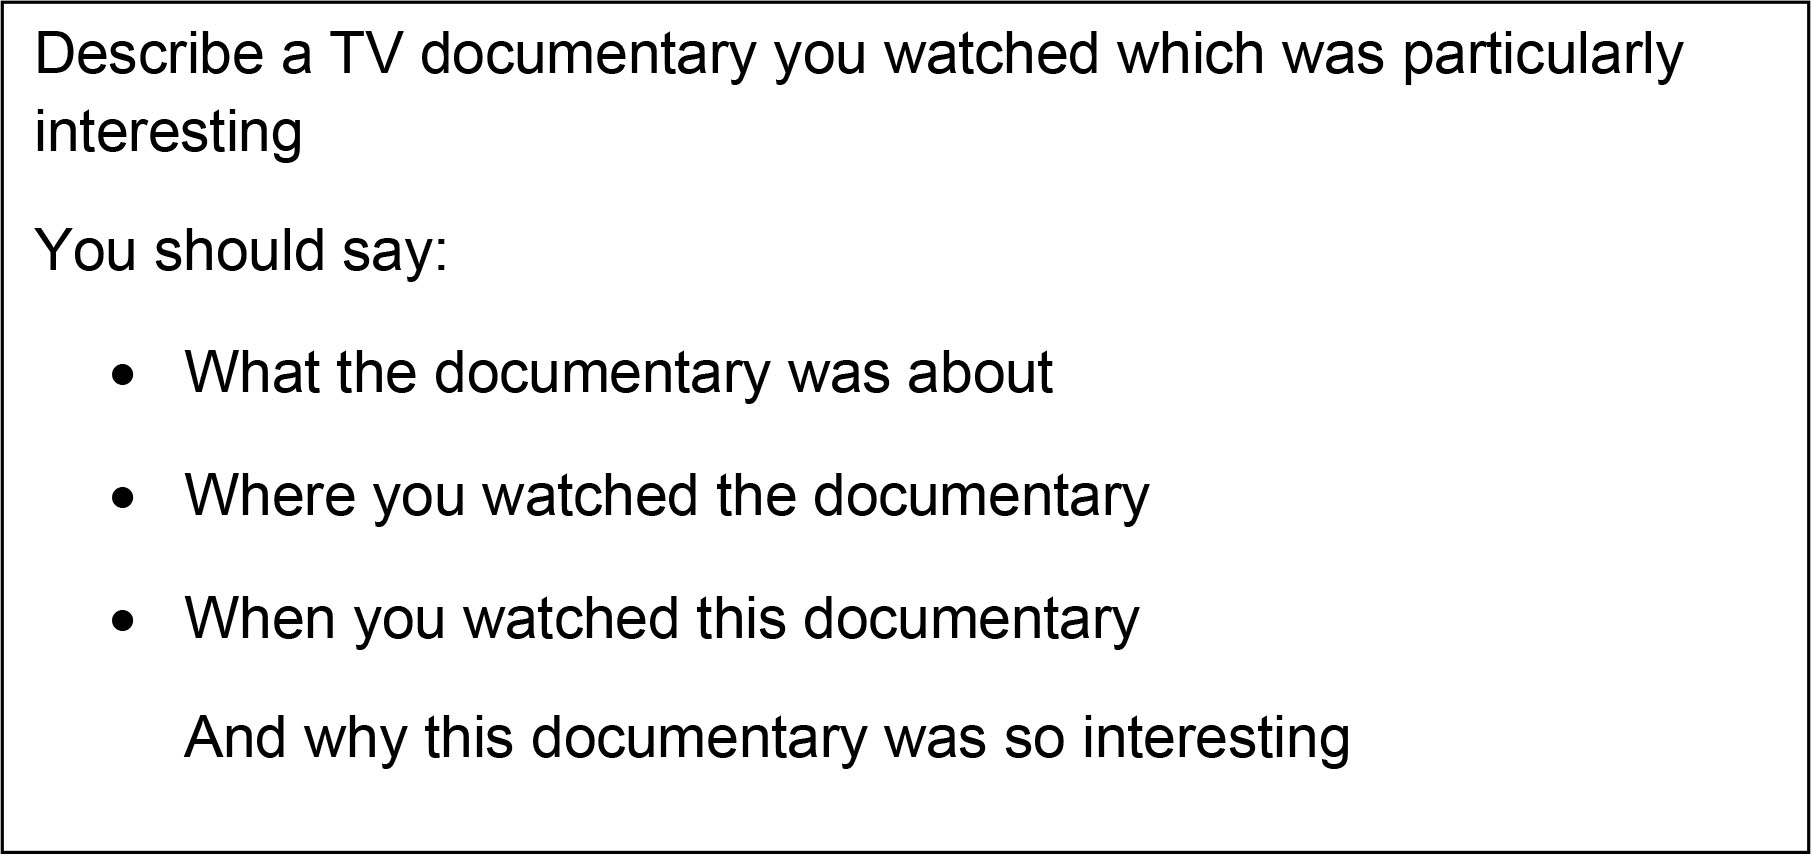 Describe a TV documentary you watched which was particularly
interesting
You should say:
• What the documentary was about
• Where you watched the documentary
• When you watched this documentary
And why this documentary was so interesting